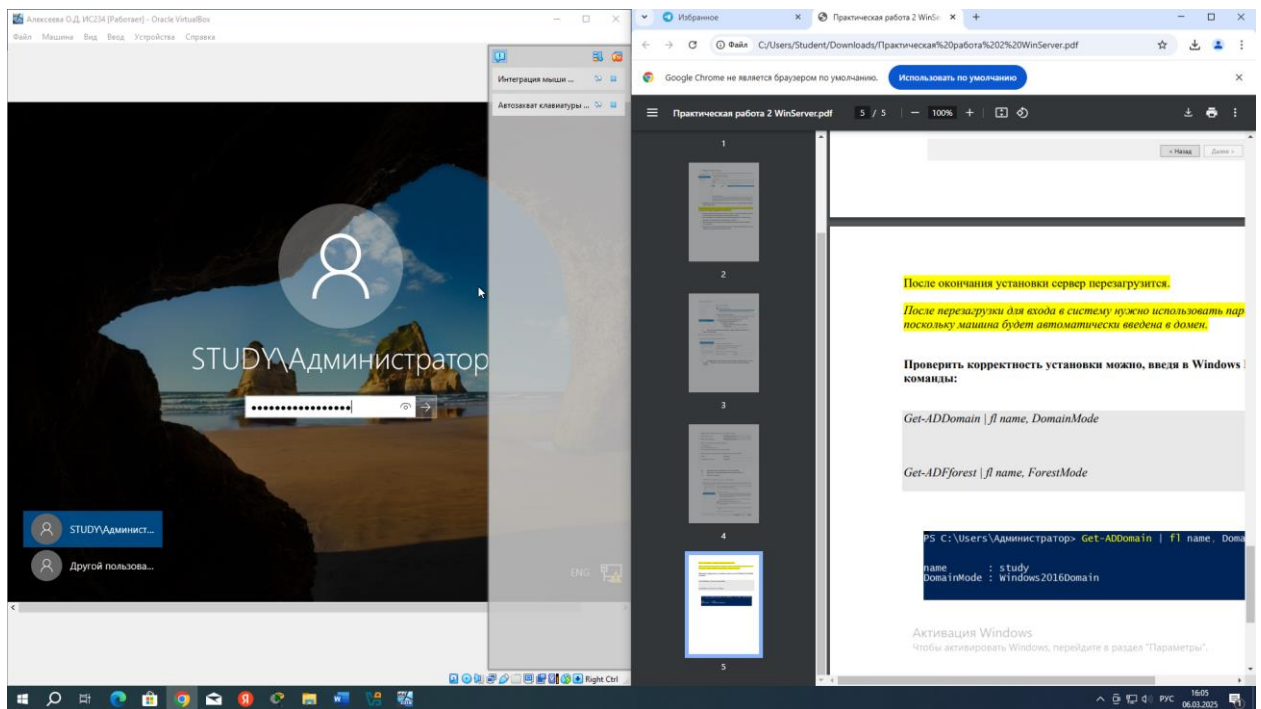 Алексеева О.Д. ИС234 [Работает] - Oracle VirtualBox
Файл Машина Вид Ввод Устройства Справка
Интеграция мыши ...
Автозахват клавиатуры ...
STUDY\Администратор
STUDY\Админист...
Другой пользова...
ENG
Right Ctrl
Избранное
Практическая работа 2 WinSe
Файл C:/Users/Student/Downloads/Практическая%20работа%202%20WinServer.pdf
Google Chrome не является браузером по умолчанию. Использовать по умолчанию
Практическая работа 2 WinServer.pdf 5 / 5 100%
1
2
3
4
5
< Назад Далее >
После окончания установки сервер перезагрузится.
После перезагрузки для входа в систему нужно использовать пар
поскольку машина будет автоматически введена в домен.
Проверить корректность установки можно, введя в Windows
команды:
Get-ADDomain | fl name, DomainMode
Get-ADFforest | fl name, ForestMode
PS C:\Users\Администратор> Get-ADDomain | fl name, Doma
name : study
DomainMode : Windows2016Domain
Активация Windows
Чтобы активировать Windows, перейдите в раздел "Параметры".
РУС
16:05
06.03.2025